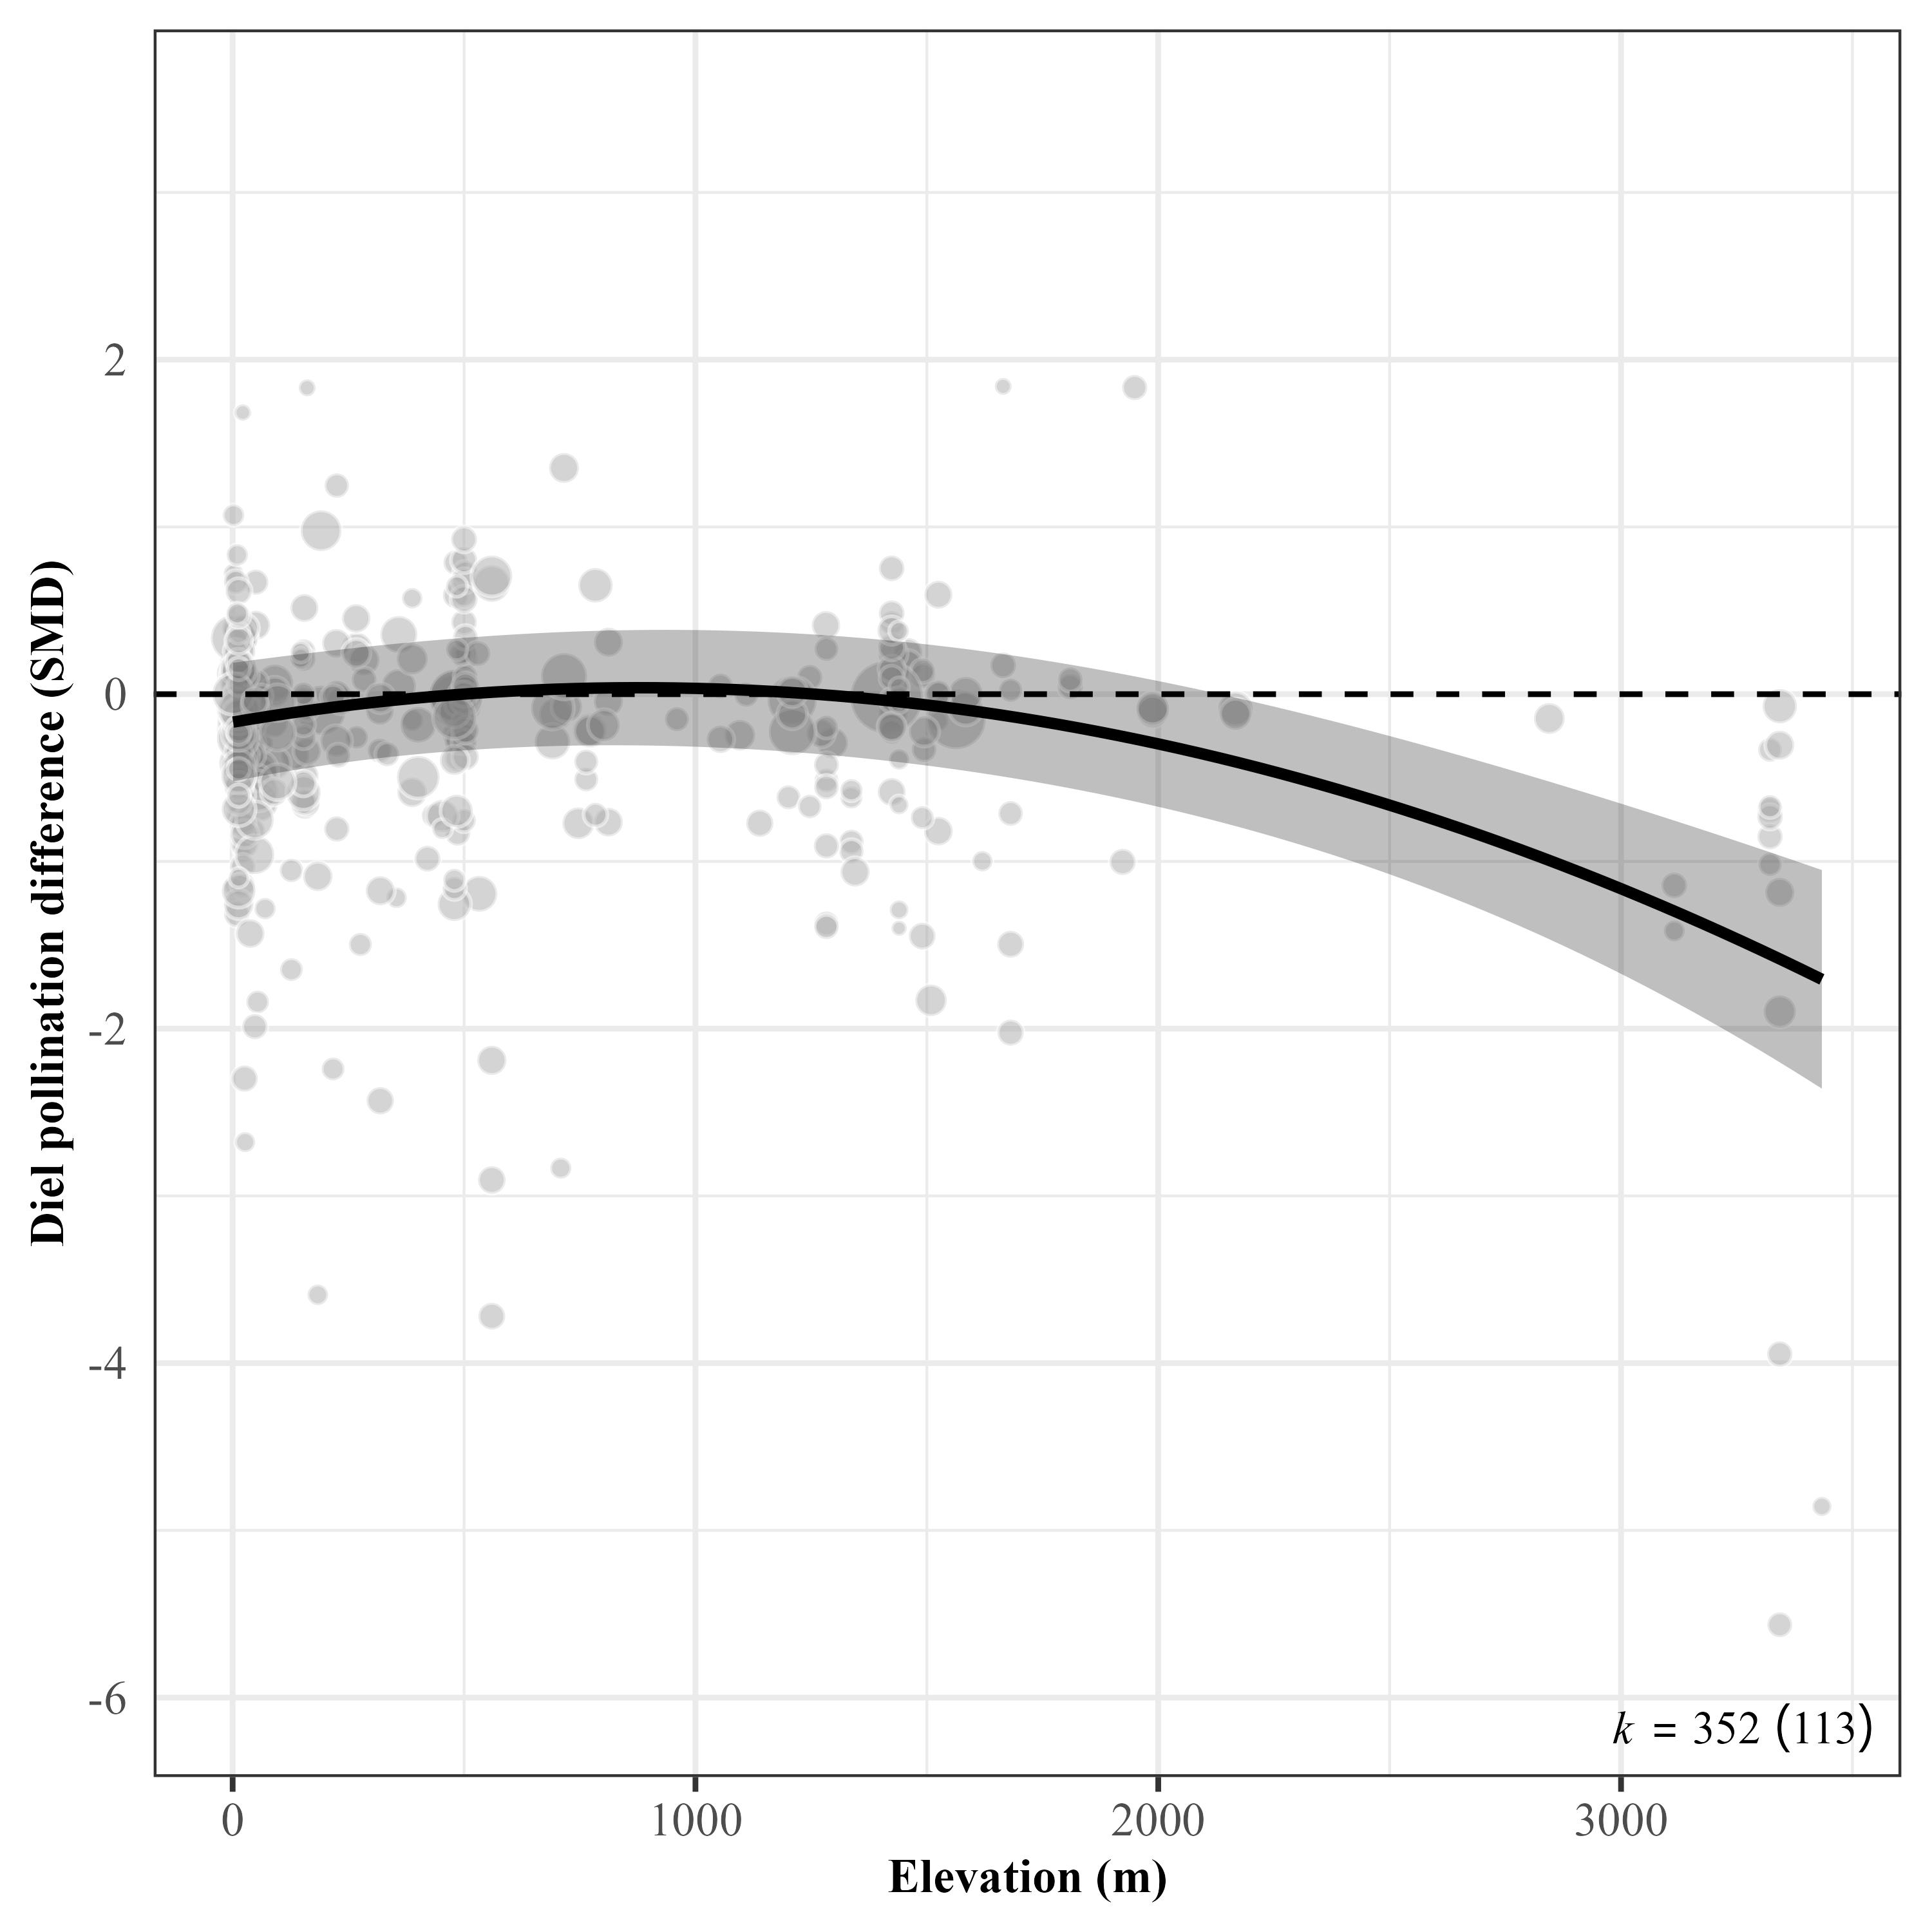 Diel pollination difference (SMD)
2
0
-2
-4
-6
k = 352 (113)
0 1000 2000 3000
Elevation (m)